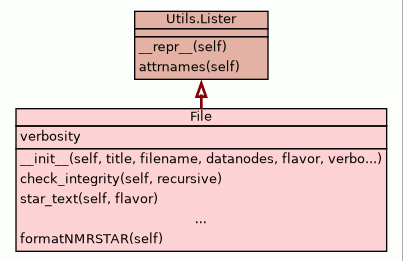 Utils.Lister
__repr__(self)
attrnames(self)
File
verbosity
__init__(self, title, filename, datanodes, flavor, verbo...)
check_integrity(self, recursive)
star_text(self, flavor)
...
formatNMRSTAR(self)